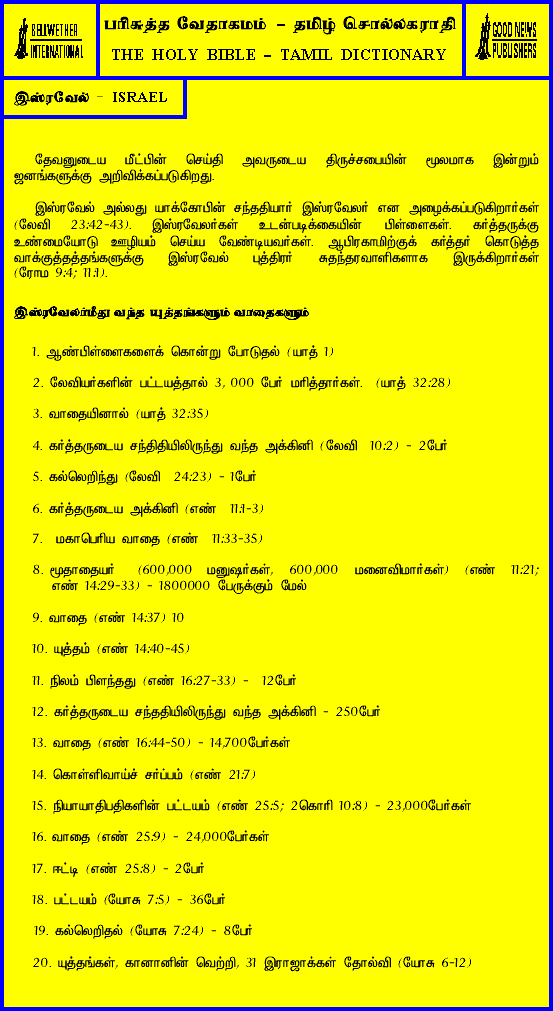 BELLWETHER
INTERNATIONAL
பரிசுத்த வேதாகமம் – தமிழ் சொல்லகராதி
THE HOLY BIBLE – TAMIL DICTIONARY
GOOD NEWS
PUBLISHERS
இஸ்ரவேல் – ISRAEL
தேவனுடைய மீட்பின் செய்தி அவருடைய திருச்சபையின் மூலமாக இன்றும்
ஜனங்களுக்கு அறிவிக்கப்படுகிறது.
இஸ்ரவேல் அல்லது யாக்கோபின் சந்ததியார் இஸ்ரவேலர் என அழைக்கப்படுகிறார்கள்
(லேவி 23:42-43). இஸ்ரவேலர்கள் உடன்படிக்கையின் பிள்ளைகள். கர்த்தருக்கு
உண்மையோடு ஊழியம் செய்ய வேண்டியவர்கள். ஆபிரகாமிற்குக் கர்த்தர் கொடுத்த
வாக்குத்தத்தங்களுக்கு இஸ்ரவேல் புத்திரர் சுதந்தரவாளிகளாக இருக்கிறார்கள்
(ரோம 9:4; 11:1).
இஸ்ரவேலர்மீது வந்த யுத்தங்களும் வாதைகளும்
1. ஆண்பிள்ளைகளைக் கொன்று போடுதல் (யாத் 1)
2. லேவியர்களின் பட்டயத்தால் 3, 000 பேர் மரித்தார்கள். (யாத் 32:28)
3. வாதையினால் (யாத் 32:35)
4. கர்த்தருடைய சந்திதியிலிருந்து வந்த அக்கினி (லேவி 10:2) - 2பேர்
5. கல்லெறிந்து (லேவி 24:23) - 1பேர்
6. கர்த்தருடைய அக்கினி (எண் 11:1-3)
7. மகாபெரிய வாதை (எண் 11:33-35)
8. மூதாதையர் (600,000 மனுஷர்கள், 600,000 மனைவிமார்கள்) (எண் 11:21;
எண் 14:29-33) - 1800000 பேருக்கும் மேல்
9. வாதை (எண் 14:37) 10
10. யுத்தம் (எண் 14:40-45)
11. நிலம் பிளந்தது (எண் 16:27-33) - 12பேர்
12. கர்த்தருடைய சந்ததியிலிருந்து வந்த அக்கினி - 250பேர்
13. வாதை (எண் 16:44-50) - 14,700பேர்கள்
14. கொள்ளிவாய்ச் சர்ப்பம் (எண் 21:7)
15. நியாயாதிபதிகளின் பட்டயம் (எண் 25:5; 2கொரி 10:8) - 23,000பேர்கள்
16. வாதை (எண் 25:9) - 24,000பேர்கள்
17. ஈட்டி (எண் 25:8) - 2பேர்
18. பட்டயம் (யோசு 7:5) - 36பேர்
19. கல்லெறிதல் (யோசு 7:24) - 8பேர்
20. யுத்தங்கள், கானானின் வெற்றி, 31 இராஜாக்கள் தோல்வி (யோசு 6-12)